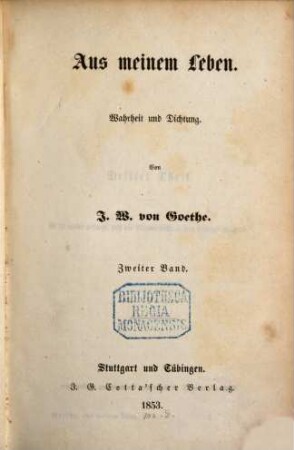 Aus meinem Leben.
Wahrheit und Dichtung.
Von
J. W. von Goethe.
Zweiter Band.
BIBLIOTHECA
REGIA
MONACENSIS
Stuttgart und Tübingen.
J. G. Cotta'scher Verlag.
1853.